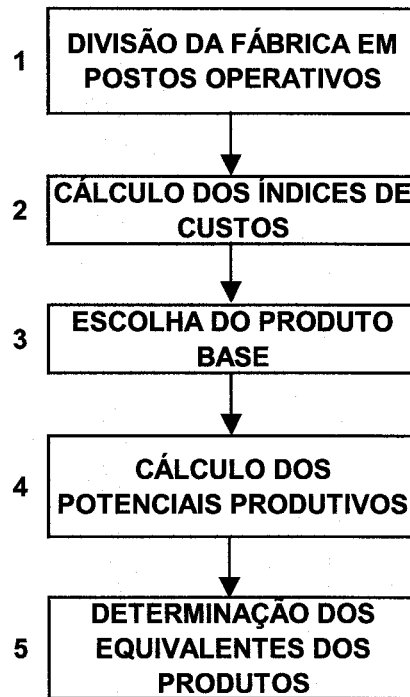 1
DIVISÃO DA FÁBRICA EM
POSTOS OPERATIVOS
2
CÁLCULO DOS ÍNDICES DE
CUSTOS
3
ESCOLHA DO PRODUTO
BASE
4
CÁLCULO DOS
POTENCIAIS PRODUTIVOS
5
DETERMINAÇÃO DOS
EQUIVALENTES DOS
PRODUTOS